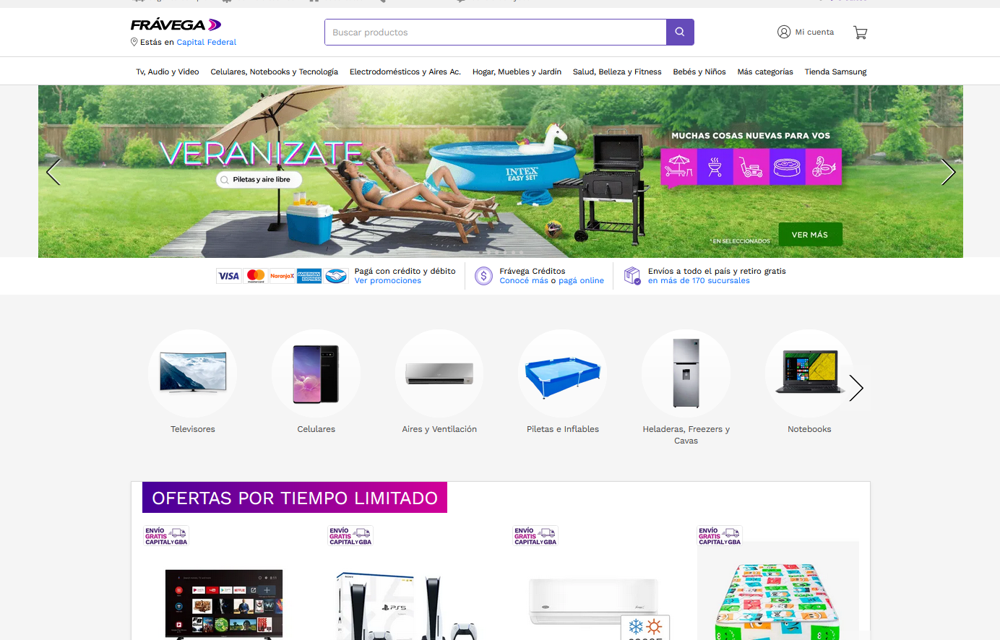 FRÁVEGA
Estás en Capital Federal
Buscar productos
Mi cuenta
Tv, Audio y Video
Celulares, Notebooks y Tecnología
Electrodomésticos y Aires Ac.
Hogar, Muebles y Jardín
Salud, Belleza y Fitness
Bebés y Niños
Más categorías
Tienda Samsung
VERANIZATE
Piletas y aire libre
INTEX
EASY SET
MUCHAS COSAS NUEVAS PARA VOS
*EN SELECCIONADOS
VER MÁS
VISA
mastercard
NaranjaX
AMERICAN
EXPRESS
Pagá con crédito y débito
Ver promociones
Frávega Créditos
Conocé más o pagá online
Envíos a todo el país y retiro gratis
en más de 170 sucursales
Televisores
Celulares
Aires y Ventilación
Piletas e Inflables
Heladeras, Freezers y
Cavas
Notebooks
OFERTAS POR TIEMPO LIMITADO
ENVÍO
GRATIS
CAPITAL Y GBA
ENVÍO
GRATIS
CAPITAL Y GBA
ENVÍO
GRATIS
CAPITAL Y GBA
ENVÍO
GRATIS
CAPITAL Y GBA
NETFLIX
SONY
PS5